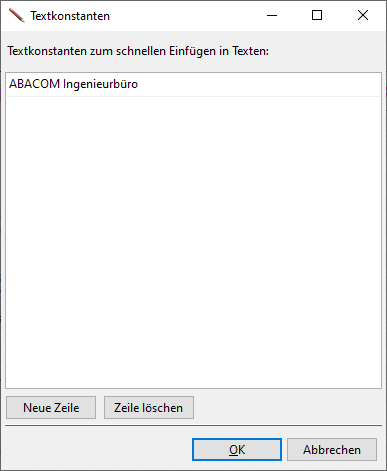 Textkonstanten
Textkonstanten zum schnellen Einfügen in Texten:
ABACOM Ingenieurbüro
Neue Zeile Zeile löschen
OK Abbrechen